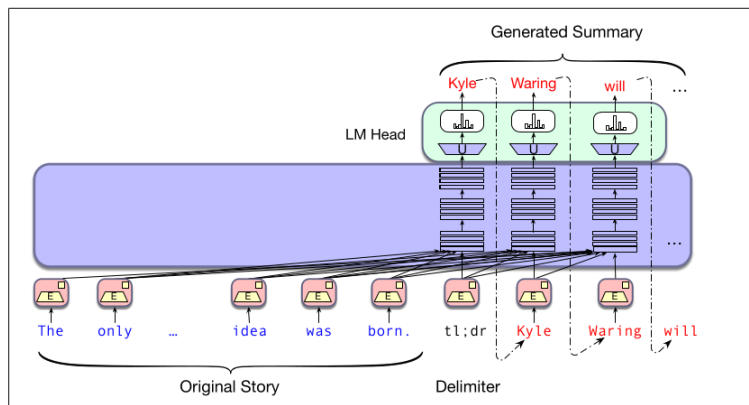 Generated Summary
Kyle Waring will ...
LM Head
U U U
...
E E E E E E E E
The only ... idea was born. tl;dr Kyle Waring will
Original Story Delimiter